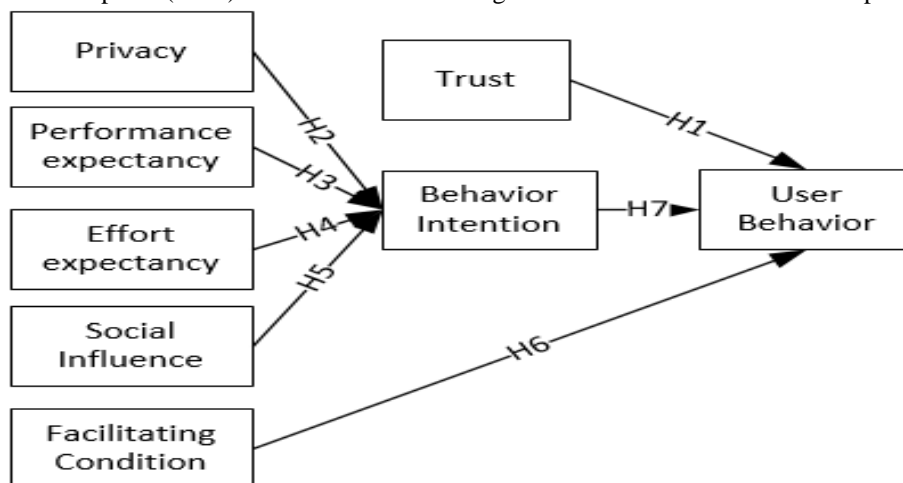 Privacy
Trust
H2
H1
Performance
expectancy
H3
Behavior
Intention
H7
User
Behavior
Effort
expectancy
H4
H5
Social
Influence
H6
Facilitating
Condition